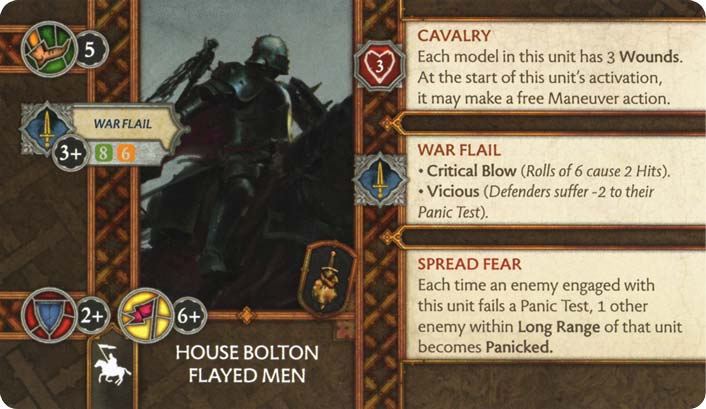 5
WAR FLAIL
3+ 8 6
2+ 6+
HOUSE BOLTON
FLAYED MEN
3
CAVALRY
Each model in this unit has 3 Wounds.
At the start of this unit's activation,
it may make a free Maneuver action.
WAR FLAIL
• Critical Blow (Rolls of 6 cause 2 Hits).
• Vicious (Defenders suffer -2 to their
Panic Test).
SPREAD FEAR
Each time an enemy engaged with
this unit fails a Panic Test, 1 other
enemy within Long Range of that unit
becomes Panicked.